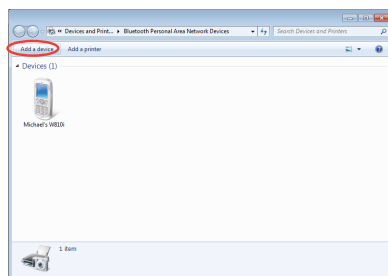 « Devices and Print... ▸ Bluetooth Personal Area Network Devices
Search Devices and Printers
Add a device
Add a printer
Devices (1)
Michael's W810i
1 item